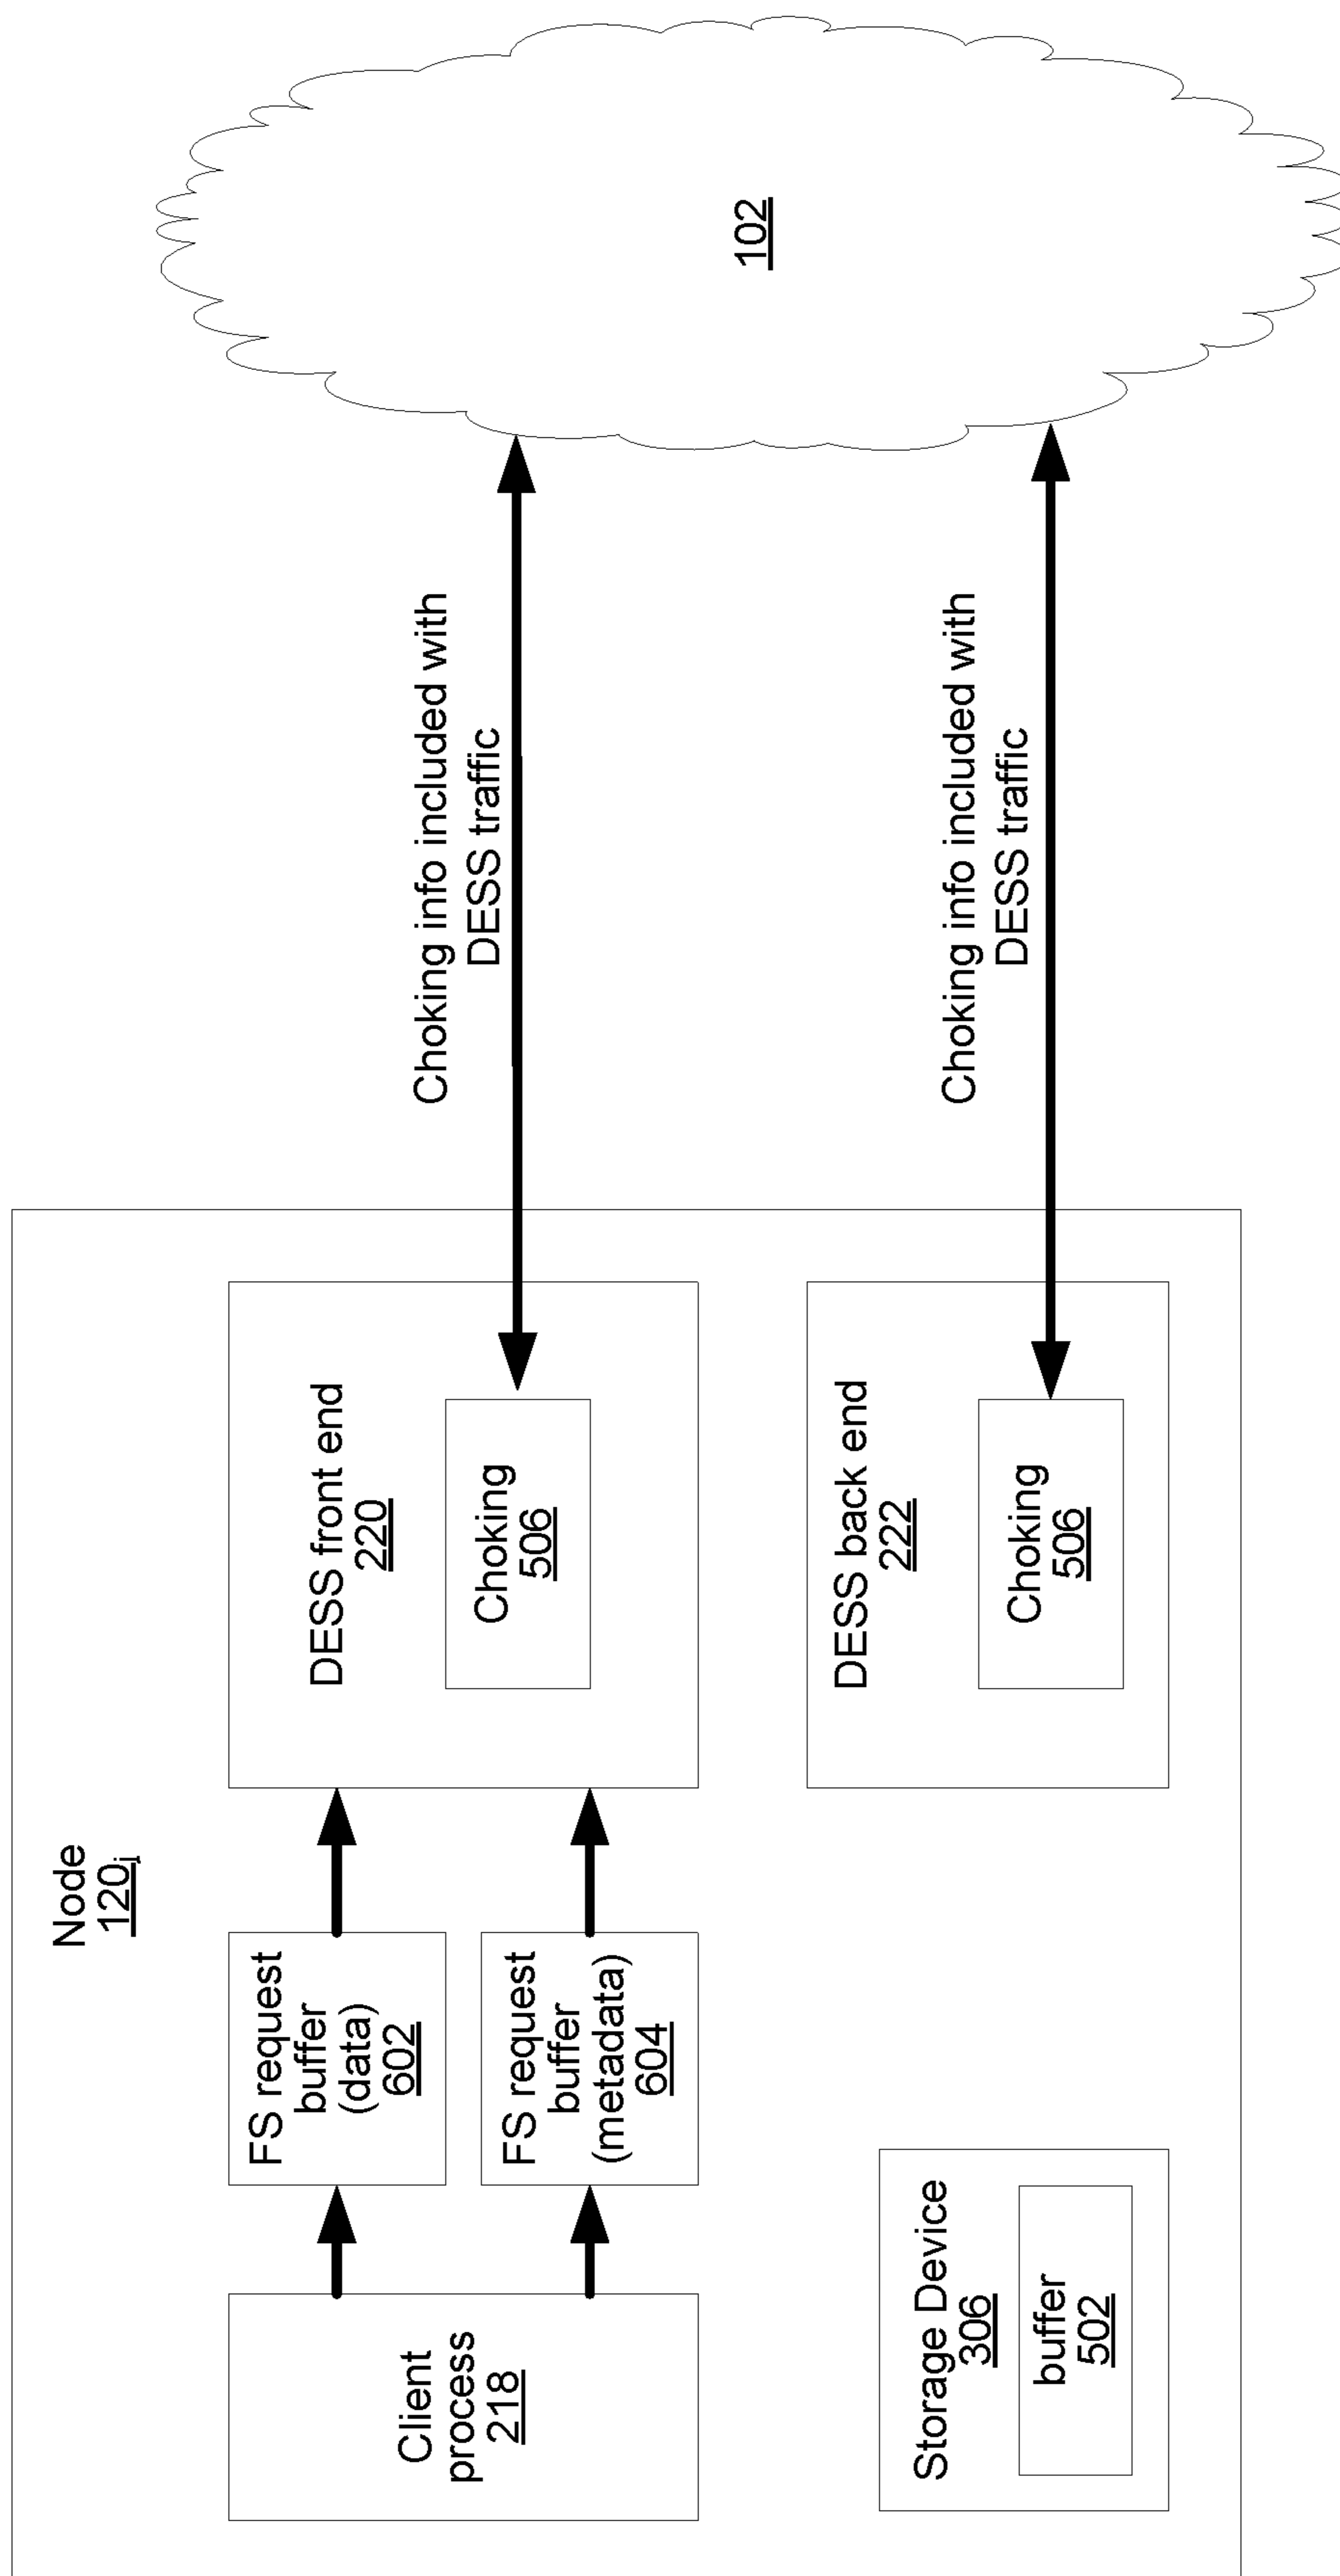 Node
120j
Client
process
218
FS request
buffer
(data)
602
FS request
buffer
(metadata)
604
DESS front end
220
Choking
506
Choking info included with
DESS traffic
102
Storage Device
306
buffer
502
DESS back end
222
Choking
506
Choking info included with
DESS traffic